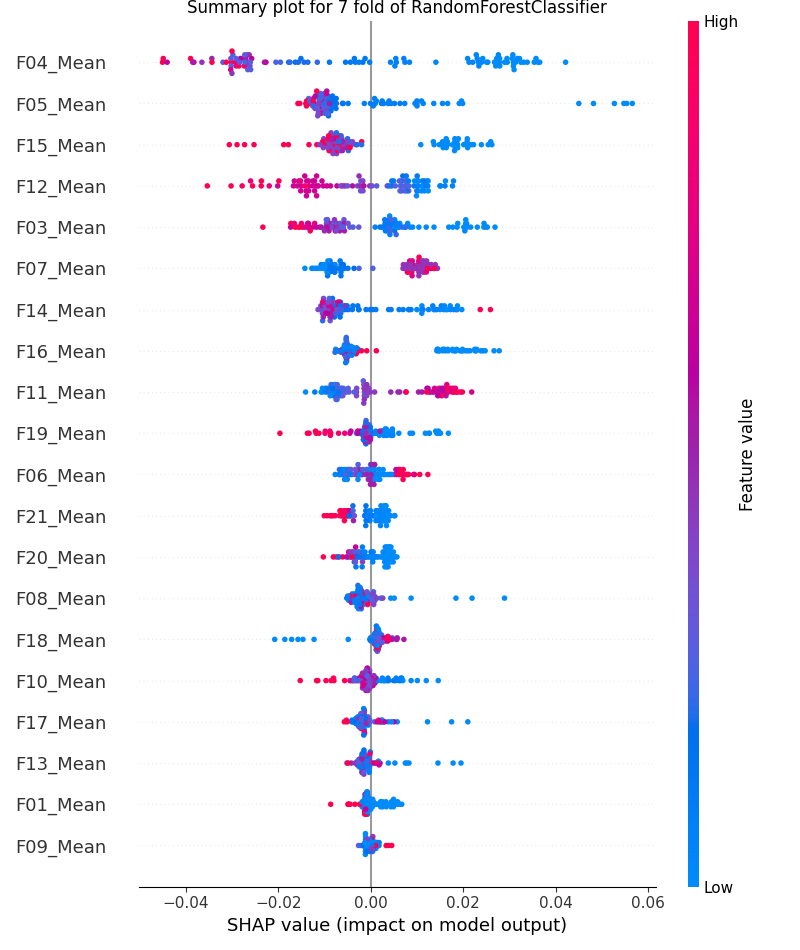 Summary plot for 7 fold of RandomForestClassifier
High
F04_Mean
F05_Mean
F15_Mean
F12_Mean
F03_Mean
F07_Mean
F14_Mean
F16_Mean
F11_Mean
F19_Mean
F06_Mean
F21_Mean
F20_Mean
F08_Mean
F18_Mean
F10_Mean
F17_Mean
F13_Mean
F01_Mean
F09_Mean
Feature value
Low
−0.04 −0.02 0.00 0.02 0.04 0.06
SHAP value (impact on model output)